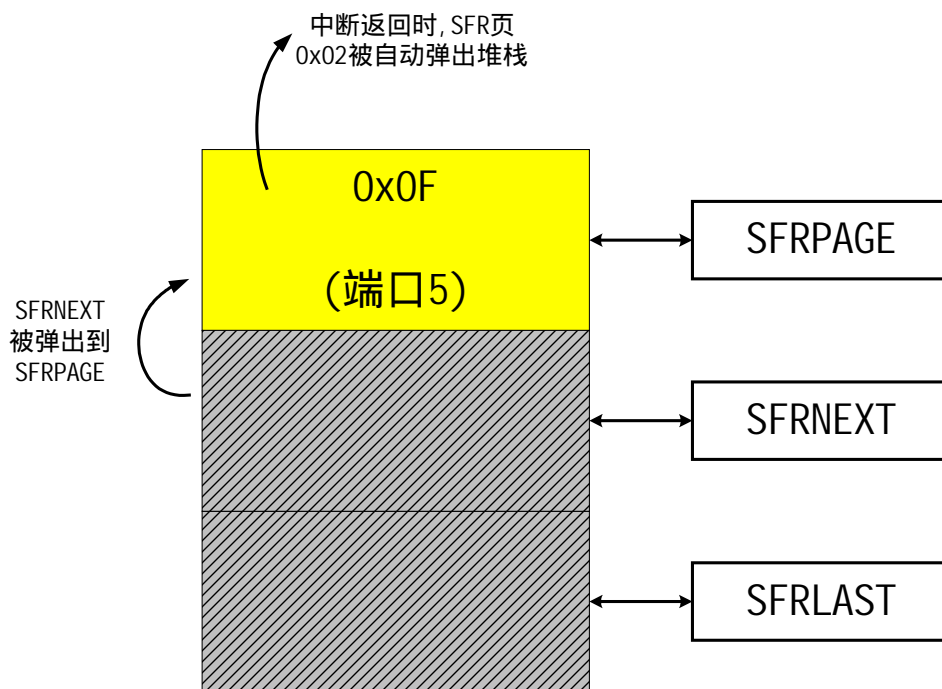 中断返回时, SFR页
0x02被自动弹出堆栈
0x0F
(端口5)
SFRPAGE
SFRNEXT
被弹出到
SFRPAGE
SFRNEXT
SFRLAST